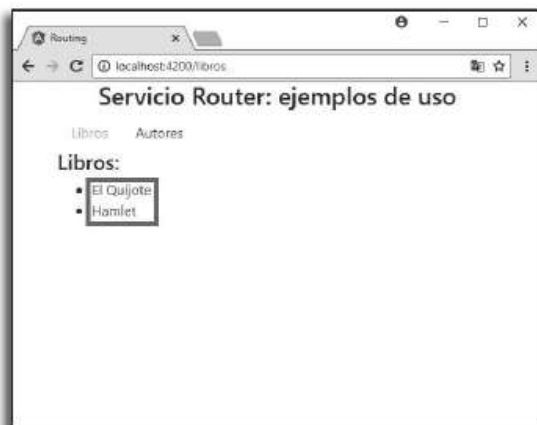 Routing
localhost:4200/libros
Servicio Router: ejemplos de uso
Libros Autores
Libros:
El Quijote
Hamlet